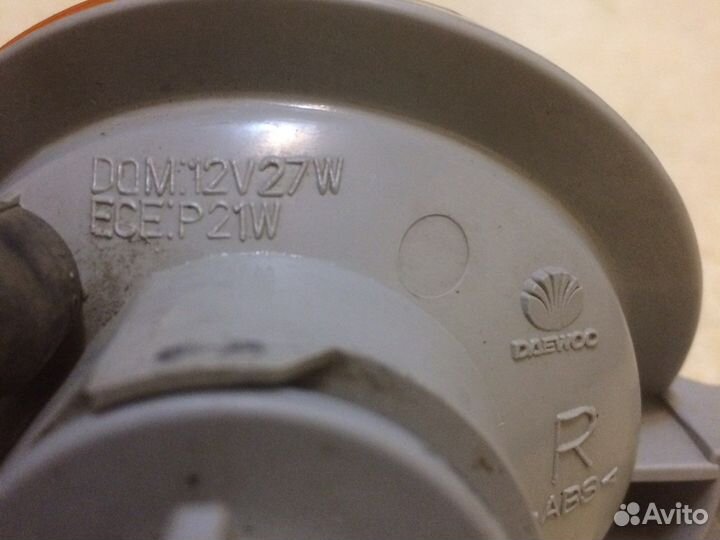 DOM:12V27W
ECE:P21W
DAEWOO
R
>ABS<
Avito